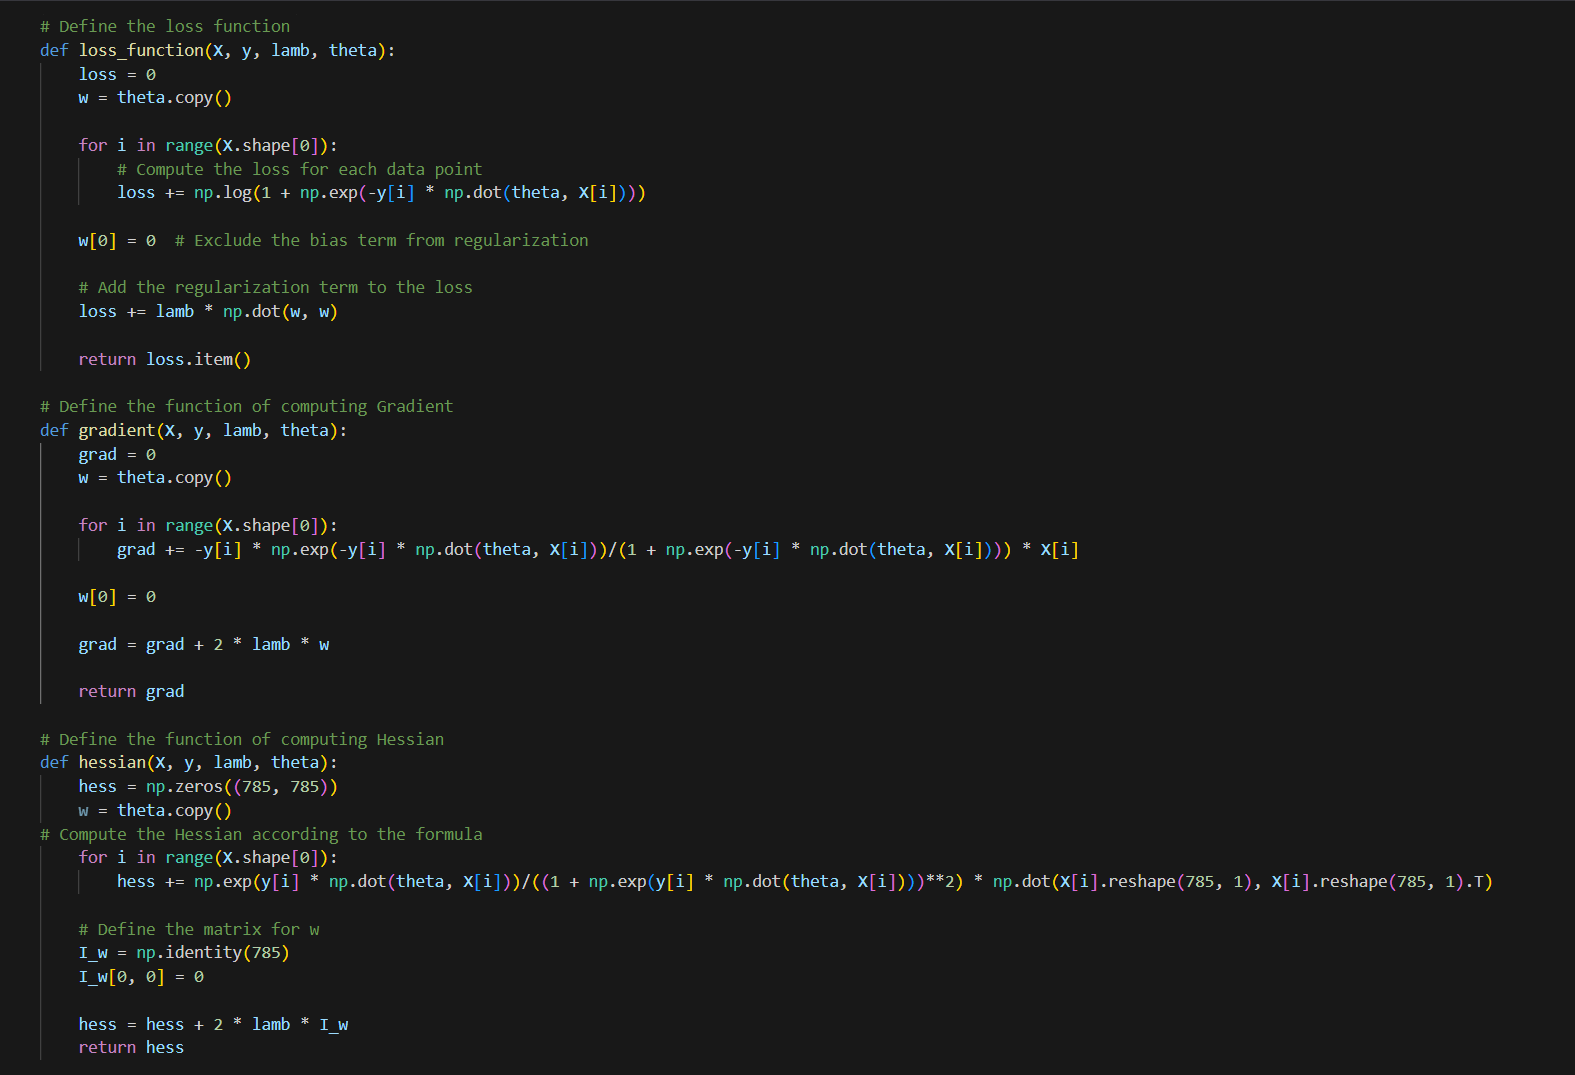 # Define the loss function
def loss_function(X, y, lamb, theta):
    loss = 0
    w = theta.copy()

    for i in range(X.shape[0]):
        # Compute the loss for each data point
        loss += np.log(1 + np.exp(-y[i] * np.dot(theta, X[i])))

    w[0] = 0  # Exclude the bias term from regularization

    # Add the regularization term to the loss
    loss += lamb * np.dot(w, w)

    return loss.item()

# Define the function of computing Gradient
def gradient(X, y, lamb, theta):
    grad = 0
    w = theta.copy()

    for i in range(X.shape[0]):
        grad += -y[i] * np.exp(-y[i] * np.dot(theta, X[i]))/(1 + np.exp(-y[i] * np.dot(theta, X[i]))) * X[i]

    w[0] = 0

    grad = grad + 2 * lamb * w

    return grad

# Define the function of computing Hessian
def hessian(X, y, lamb, theta):
    hess = np.zeros((785, 785))
    w = theta.copy()
# Compute the Hessian according to the formula
    for i in range(X.shape[0]):
        hess += np.exp(y[i] * np.dot(theta, X[i]))/((1 + np.exp(y[i] * np.dot(theta, X[i])))**2) * np.dot(X[i].reshape(785, 1), X[i].reshape(785, 1).T)

    # Define the matrix for w
    I_w = np.identity(785)
    I_w[0, 0] = 0

    hess = hess + 2 * lamb * I_w
    return hess